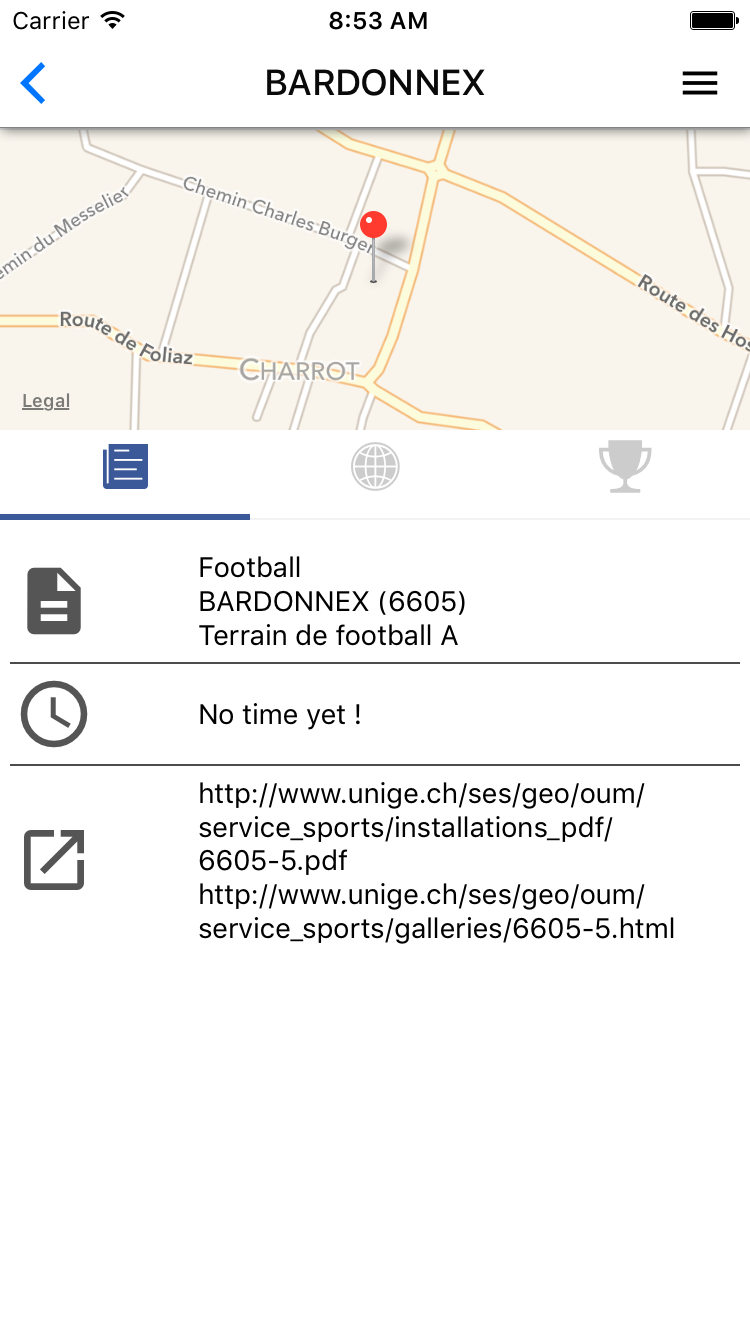 Carrier 8:53 AM
BARDONNEX
Chemin Charles Burger
emin du Messelier
Route des Hos
Route de Foliaz
CHARROT
Legal
Football
BARDONNEX (6605)
Terrain de football A
No time yet !
http://www.unige.ch/ses/geo/oum/
service_sports/installations_pdf/
6605-5.pdf
http://www.unige.ch/ses/geo/oum/
service_sports/galleries/6605-5.html